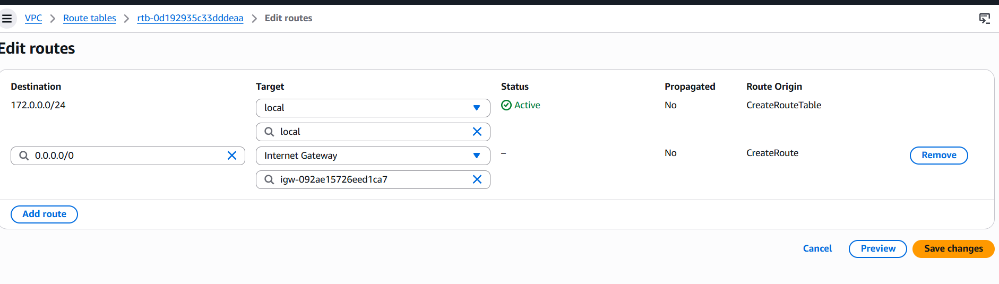 VPC > Route tables > rtb-0d192935c33dddeaa > Edit routes
Edit routes
Destination Target Status Propagated Route Origin
172.0.0.0/24 local Active No CreateRouteTable
local
0.0.0.0/0 Internet Gateway – No CreateRoute Remove
igw-092ae15726eed1ca7
Add route
Cancel Preview Save changes